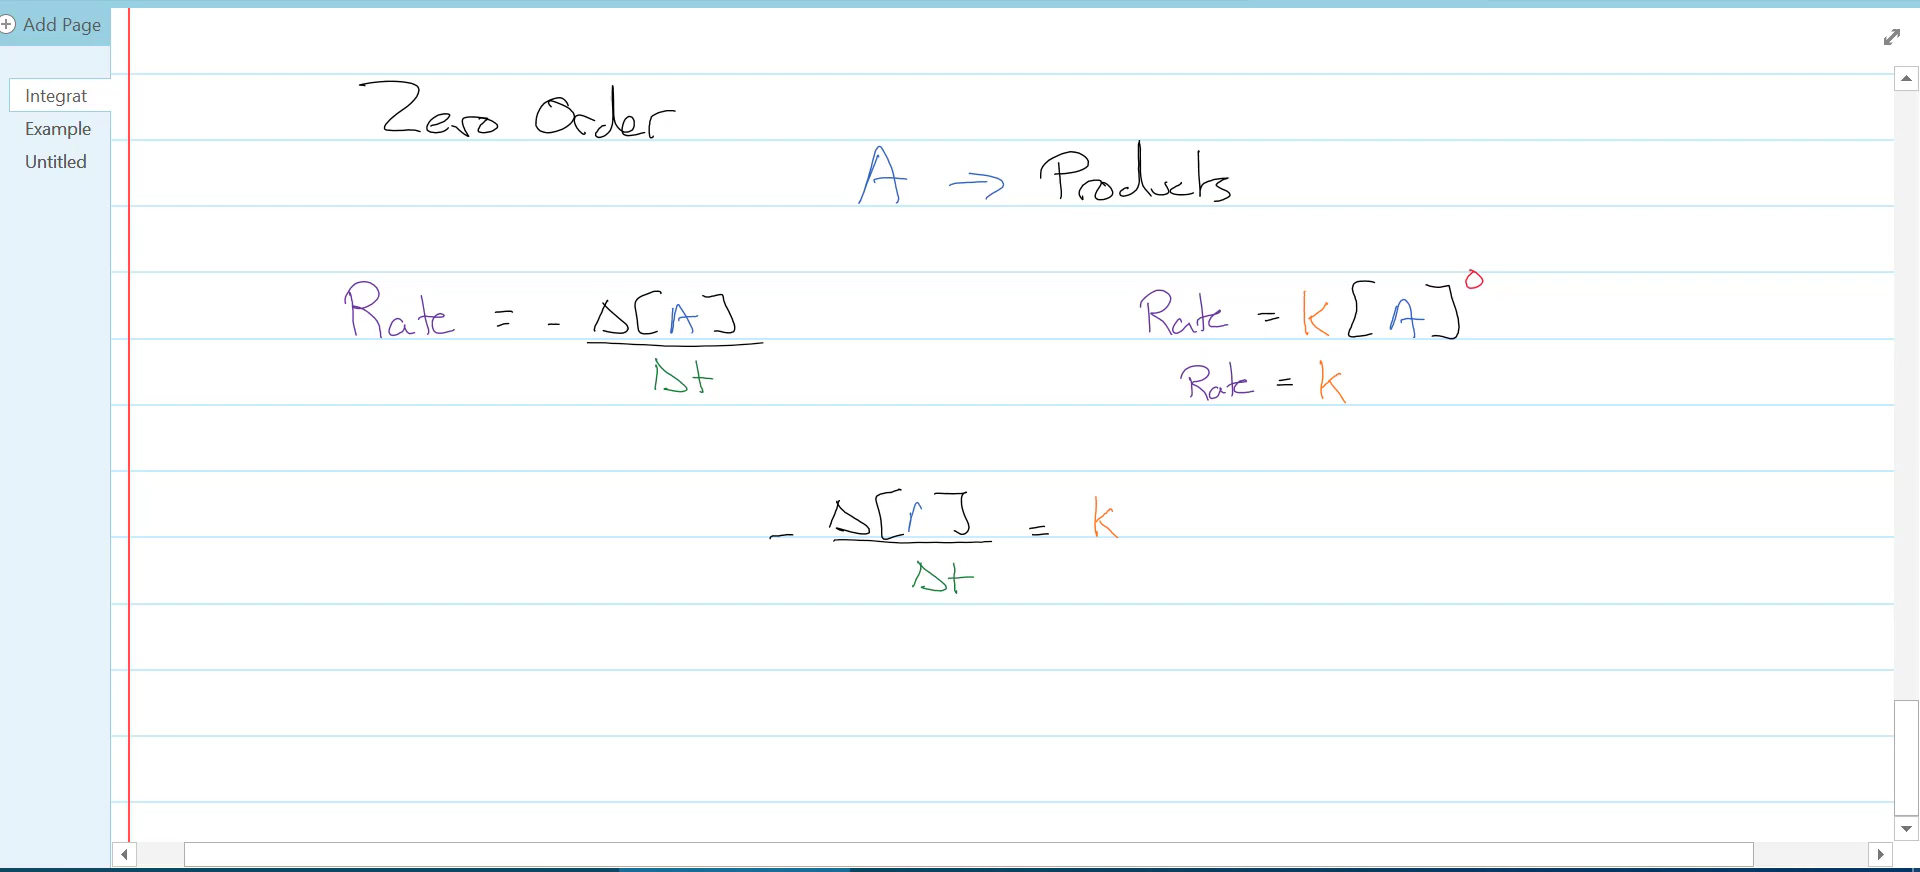 Add Page
Integrat
Example
Untitled
Zero Order
A → Products
Rate = - Δ[A] / Δt
Rate = k [A]⁰
Rate = k
- Δ[r] / Δt = k